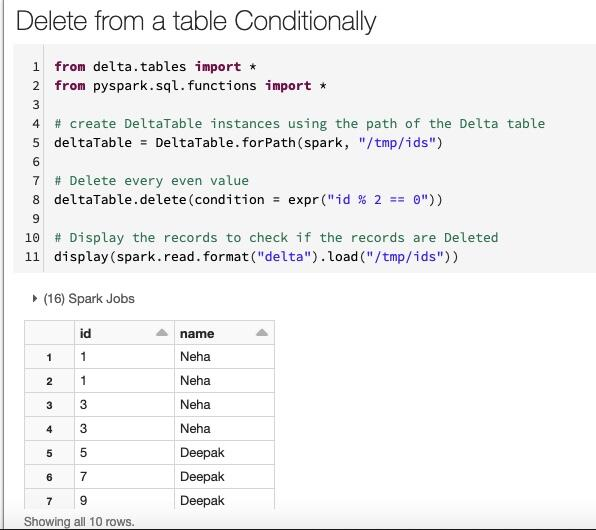 Delete from a table Conditionally
1 from delta.tables import *
2 from pyspark.sql.functions import *
3
4 # create DeltaTable instances using the path of the Delta table
5 deltaTable = DeltaTable.forPath(spark, "/tmp/ids")
6
7 # Delete every even value
8 deltaTable.delete(condition = expr("id % 2 == 0"))
9
10 # Display the records to check if the records are Deleted
11 display(spark.read.format("delta").load("/tmp/ids"))
(16) Spark Jobs
id name
1 1 Neha
2 1 Neha
3 3 Neha
4 3 Neha
5 5 Deepak
6 7 Deepak
7 9 Deepak
Showing all 10 rows.